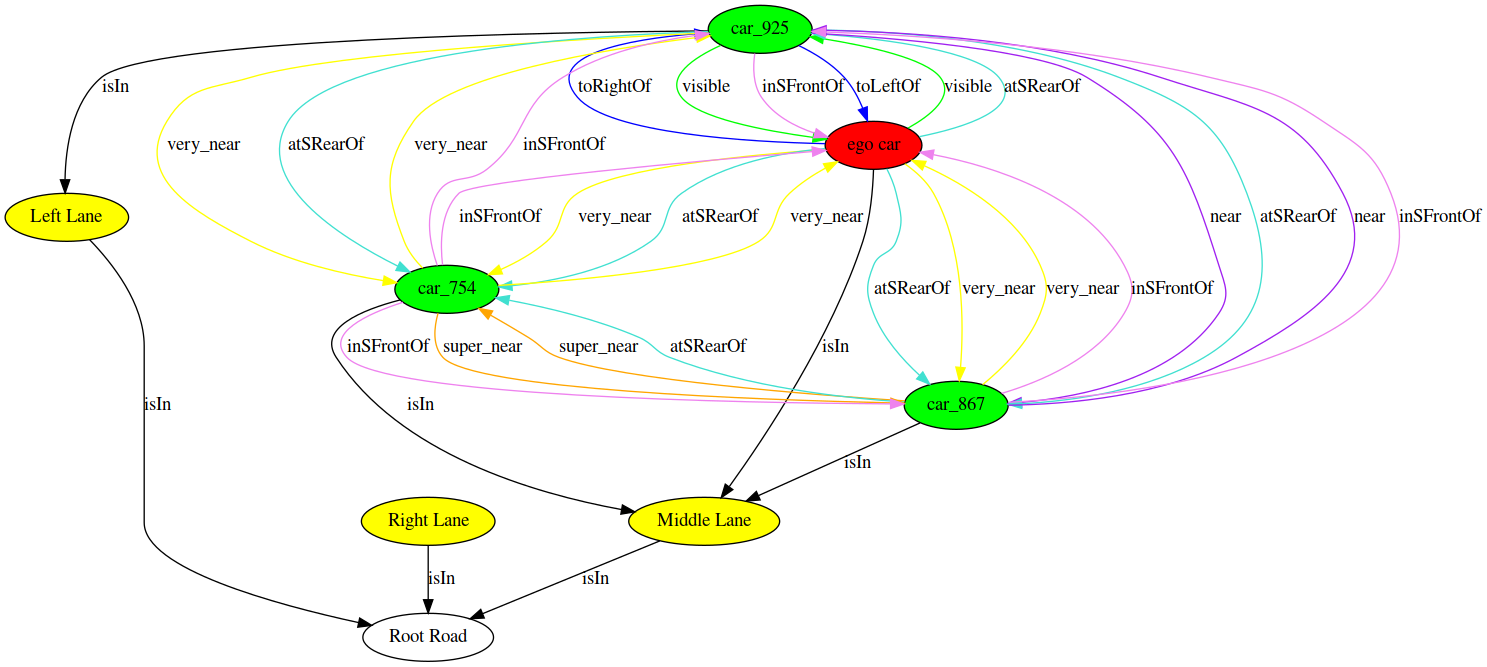 car_925
isIn
toRightOf
visible
inSFrontOf
toLeftOf
visible
atSRearOf
very_near
atSRearOf
very_near
inSFrontOf
ego car
Left Lane
inSFrontOf
very_near
atSRearOf
very_near
near
atSRearOf
near
inSFrontOf
car_754
atSRearOf
very_near
very_near
inSFrontOf
inSFrontOf
super_near
super_near
atSRearOf
isIn
isIn
isIn
car_867
isIn
Right Lane
Middle Lane
isIn
isIn
Root Road